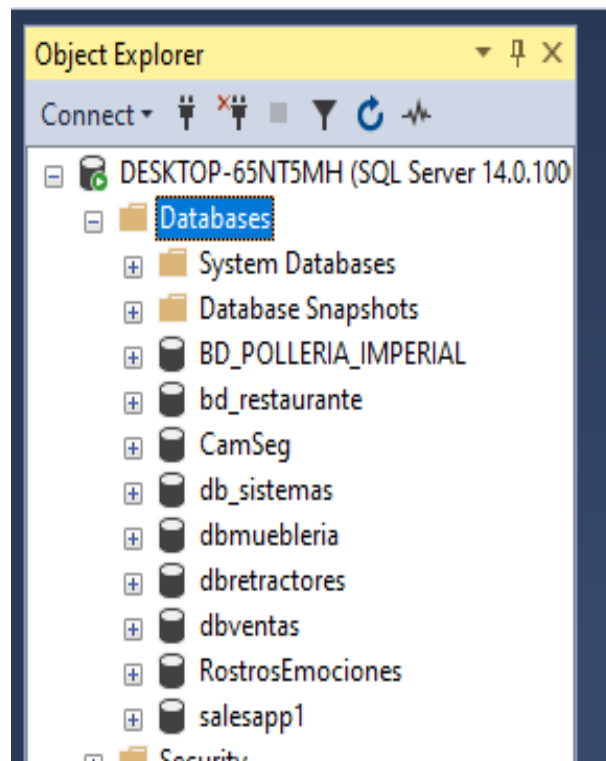 Object Explorer
Connect
DESKTOP-65NT5MH (SQL Server 14.0.100
Databases
System Databases
Database Snapshots
BD_POLLERIA_IMPERIAL
bd_restaurante
CamSeg
db_sistemas
dbmuebleria
dbretractores
dbventas
RostrosEmociones
salesapp1
Security